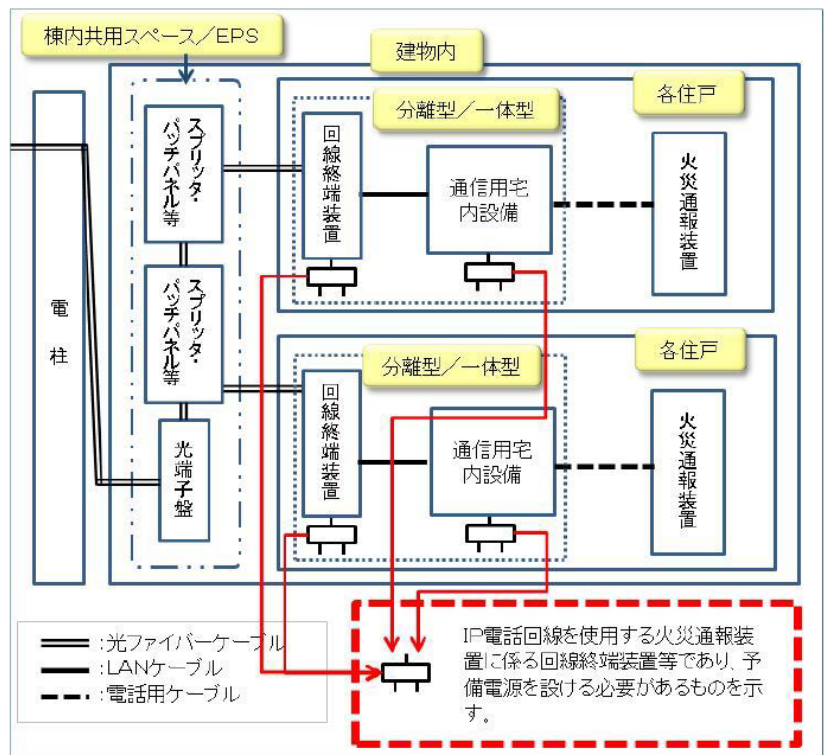 棟内共用スペース／EPS
建物内
電柱
スプリッタ・
パッチパネル等
スプリッタ・
パッチパネル等
光端子盤
分離型／一体型
各住戸
回線終端装置
通信用宅
内設備
火災通報装置
分離型／一体型
各住戸
回線終端装置
通信用宅
内設備
火災通報装置
:光ファイバーケーブル
:LANケーブル
:電話用ケーブル
IP電話回線を使用する火災通報装
置に係る回線終端装置等であり、予
備電源を設ける必要があるものを示
す。